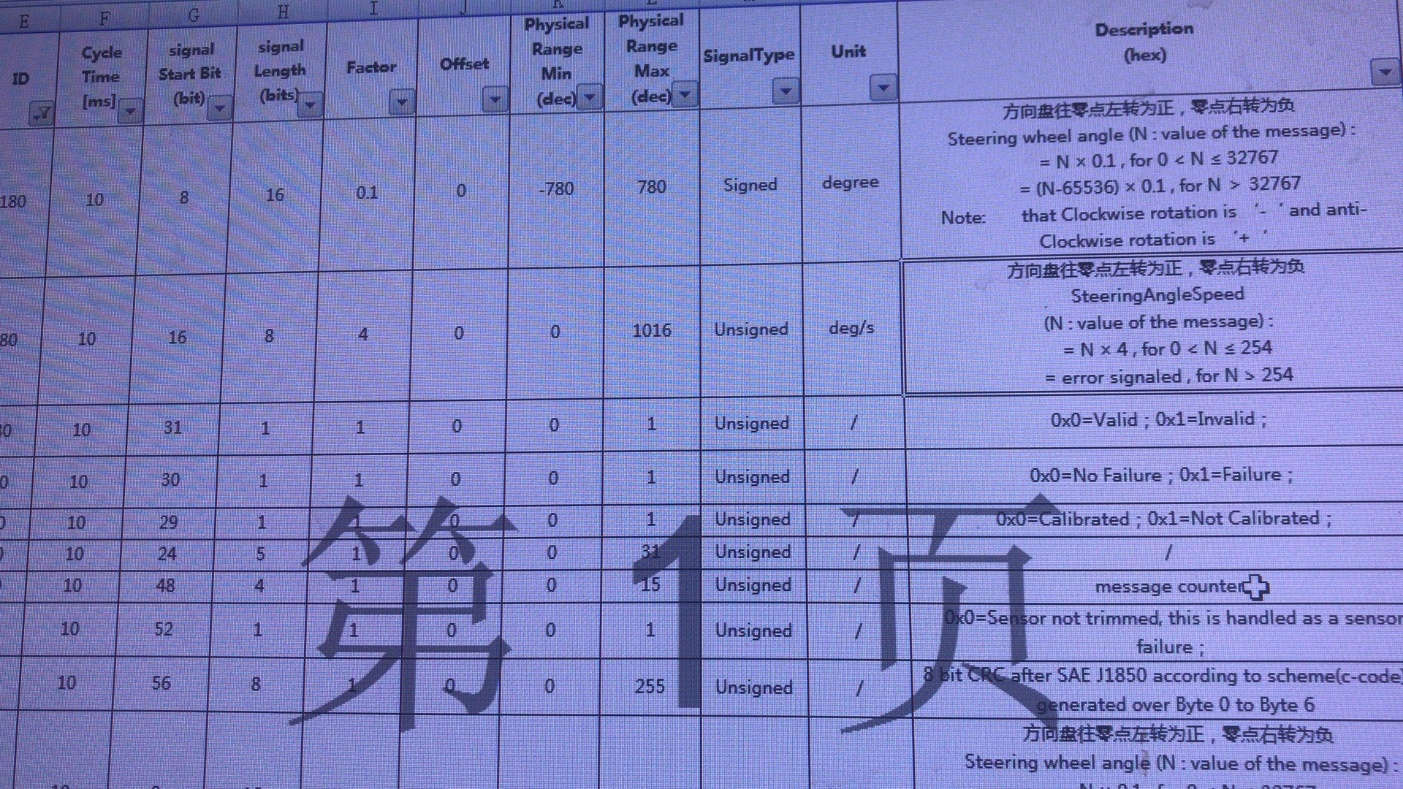 E F G H I J K L
ID
Cycle
Time
[ms]
signal
Start Bit
(bit)
signal
Length
(bits)
Factor
Offset
Physical
Range
Min
(dec)
Physical
Range
Max
(dec)
SignalType
Unit
Description
(hex)
180 10 8 16 0.1 0 -780 780 Signed degree
方向盘往零点左转为正，零点右转为负
Steering wheel angle (N : value of the message) :
= N × 0.1 , for 0 < N ≤ 32767
= (N-65536) × 0.1 , for N > 32767
Note: that Clockwise rotation is ‘- ‘ and anti-
Clockwise rotation is ‘+ ‘
80 10 16 8 4 0 0 1016 Unsigned deg/s
方向盘往零点左转为正，零点右转为负
SteeringAngleSpeed
(N : value of the message) :
= N × 4 , for 0 < N ≤ 254
= error signaled , for N > 254
0 10 31 1 1 0 0 1 Unsigned / 0x0=Valid ; 0x1=Invalid ;
0 10 30 1 1 0 0 1 Unsigned / 0x0=No Failure ; 0x1=Failure ;
10 29 1 1 0 0 1 Unsigned / 0x0=Calibrated ; 0x1=Not Calibrated ;
10 24 5 1 0 0 31 Unsigned / /
10 48 4 1 0 0 15 Unsigned / message counter
10 52 1 1 0 0 1 Unsigned /
0x0=Sensor not trimmed, this is handled as a sensor
failure ;
10 56 8 1 0 0 255 Unsigned /
8 bit CRC after SAE J1850 according to scheme(c-code)
generated over Byte 0 to Byte 6
第 1 页
方向盘往零点左转为正，零点右转为负
Steering wheel angle (N : value of the message) :